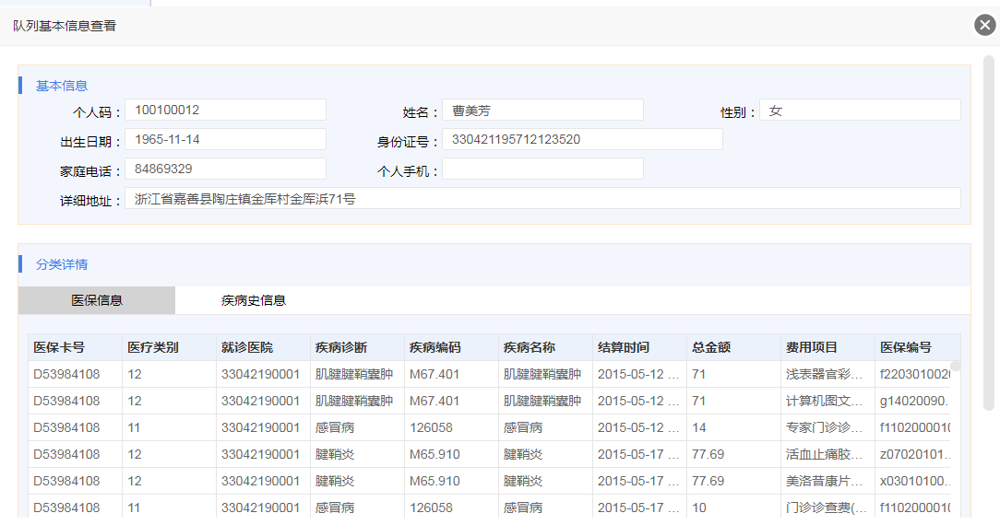 队列基本信息查看
基本信息
个人码： 100100012 姓名： 曹美芳 性别： 女
出生日期： 1965-11-14 身份证号： 330421195712123520
家庭电话： 84869329 个人手机：
详细地址： 浙江省嘉善县陶庄镇金厍村金厍浜71号
分类详情
医保信息 疾病史信息
医保卡号 医疗类别 就诊医院 疾病诊断 疾病编码 疾病名称 结算时间 总金额 费用项目 医保编号
D53984108 12 33042190001 肌腱腱鞘囊肿 M67.401 肌腱腱鞘囊肿 2015-05-12 ... 71 浅表器官彩... f2203010020
D53984108 12 33042190001 肌腱腱鞘囊肿 M67.401 肌腱腱鞘囊肿 2015-05-12 ... 71 计算机图文... g14020090...
D53984108 11 33042190001 感冒病 126058 感冒病 2015-05-12 ... 14 专家门诊诊... f1102000010
D53984108 12 33042190001 腱鞘炎 M65.910 腱鞘炎 2015-05-17 ... 77.69 活血止痛胶... z07020101...
D53984108 12 33042190001 腱鞘炎 M65.910 腱鞘炎 2015-05-17 ... 77.69 美洛昔康片... x03010100...
D53984108 11 33042190001 感冒病 126058 感冒病 2015-05-17 ... 10 门诊诊查费(... f1102000010